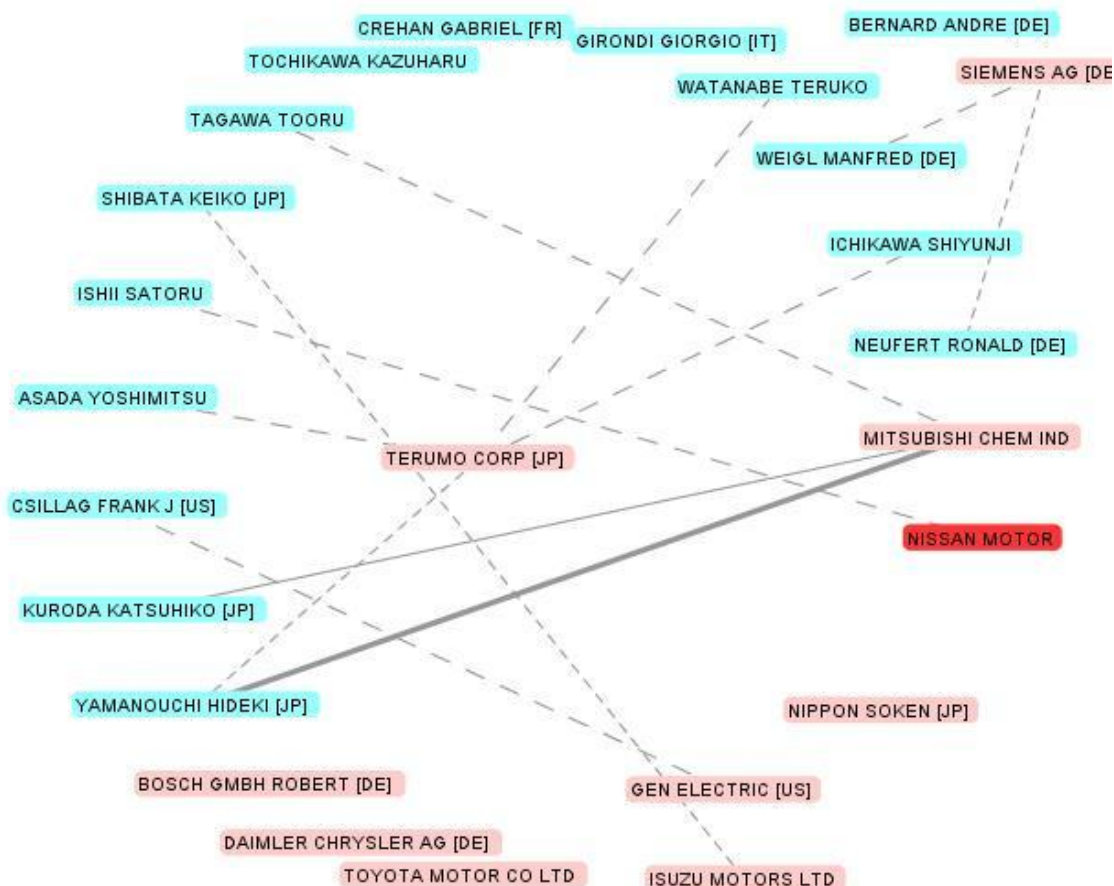 CREHAN GABRIEL [FR]
GIRONDI GIORGIO [IT]
BERNARD ANDRE [DE]
TOCHIKAWA KAZUHARU
SIEMENS AG [DE
WATANABE TERUKO
TAGAWA TOORU
WEIGL MANFRED [DE]
SHIBATA KEIKO [JP]
ICHIKAWA SHIYUNJI
ISHII SATORU
NEUFERT RONALD [DE]
ASADA YOSHIMITSU
MITSUBISHI CHEM IND
TERUMO CORP [JP]
CSILLAG FRANK J [US]
NISSAN MOTOR
KURODA KATSUHIKO [JP]
YAMANOUCHI HIDEKI [JP]
NIPPON SOKEN [JP]
BOSCH GMBH ROBERT [DE]
GEN ELECTRIC [US]
DAIMLER CHRYSLER AG [DE]
TOYOTA MOTOR CO LTD
ISUZU MOTORS LTD